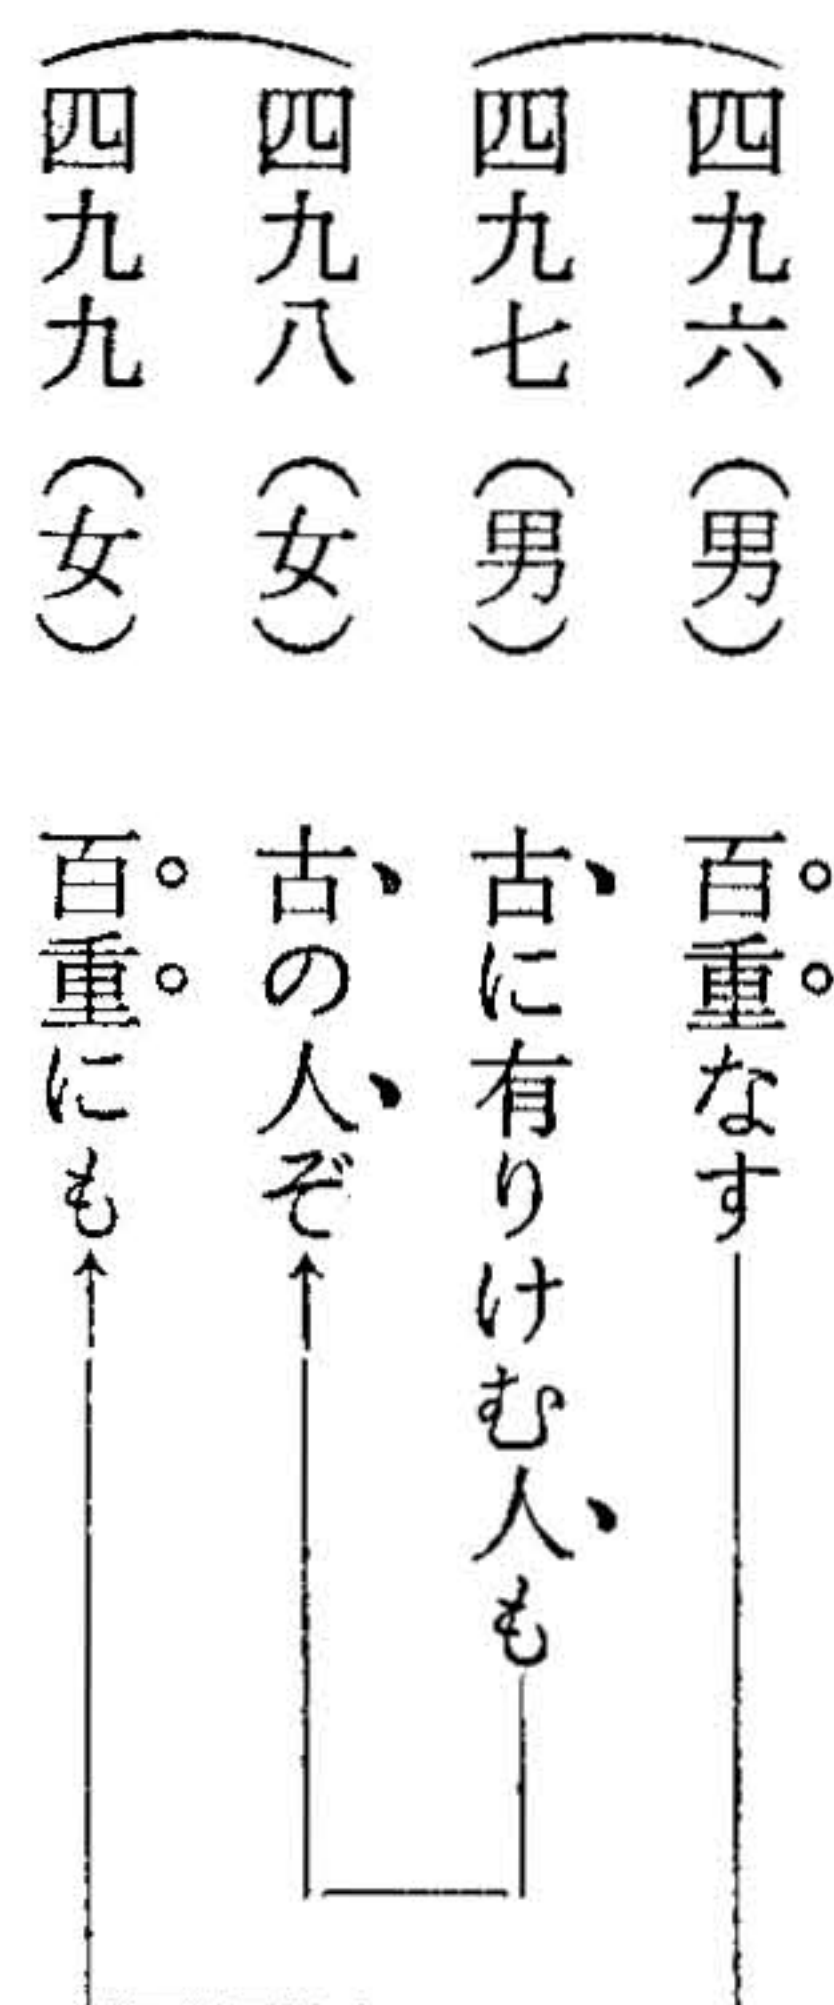 四九六（男）　百重なす
四九七（男）　古に有りけむ人も
四九八（女）　古の人ぞ
四九九（女）　百重にも